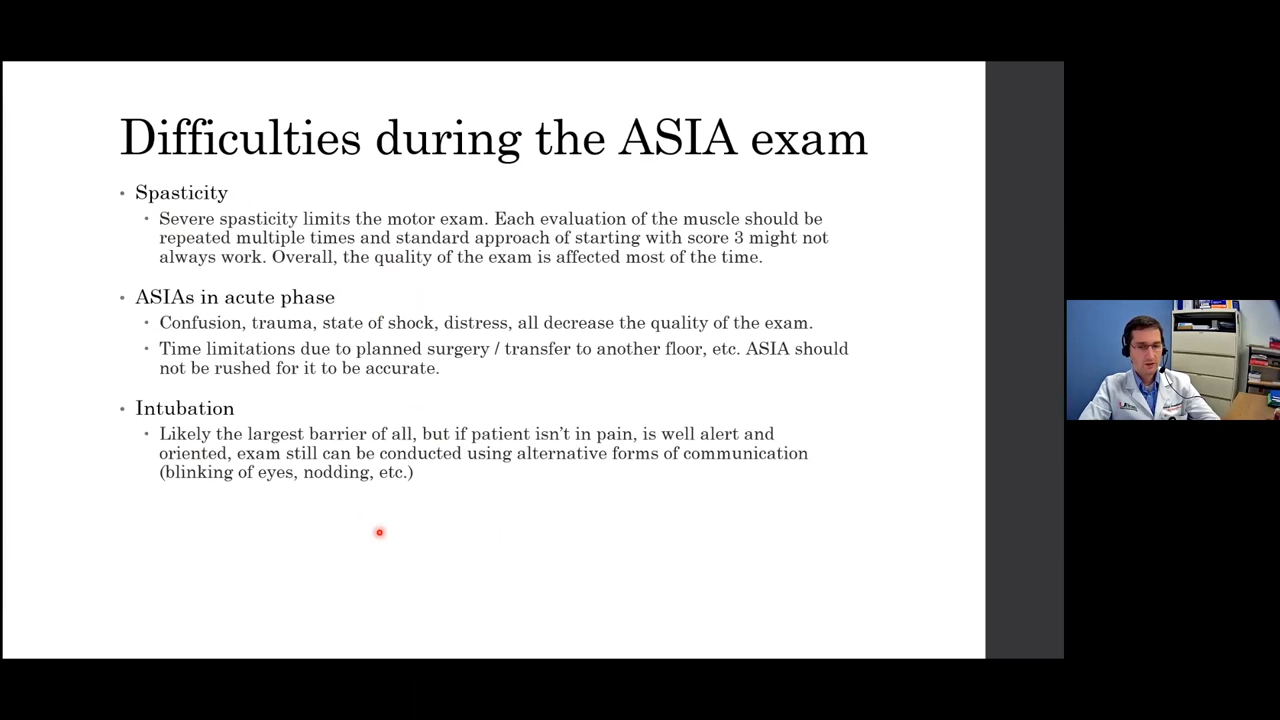 Difficulties during the ASIA exam
• Spasticity
• Severe spasticity limits the motor exam. Each evaluation of the muscle should be
repeated multiple times and standard approach of starting with score 3 might not
always work. Overall, the quality of the exam is affected most of the time.
• ASIAs in acute phase
• Confusion, trauma, state of shock, distress, all decrease the quality of the exam.
• Time limitations due to planned surgery / transfer to another floor, etc. ASIA should
not be rushed for it to be accurate.
• Intubation
• Likely the largest barrier of all, but if patient isn't in pain, is well alert and
oriented, exam still can be conducted using alternative forms of communication
(blinking of eyes, nodding, etc.)